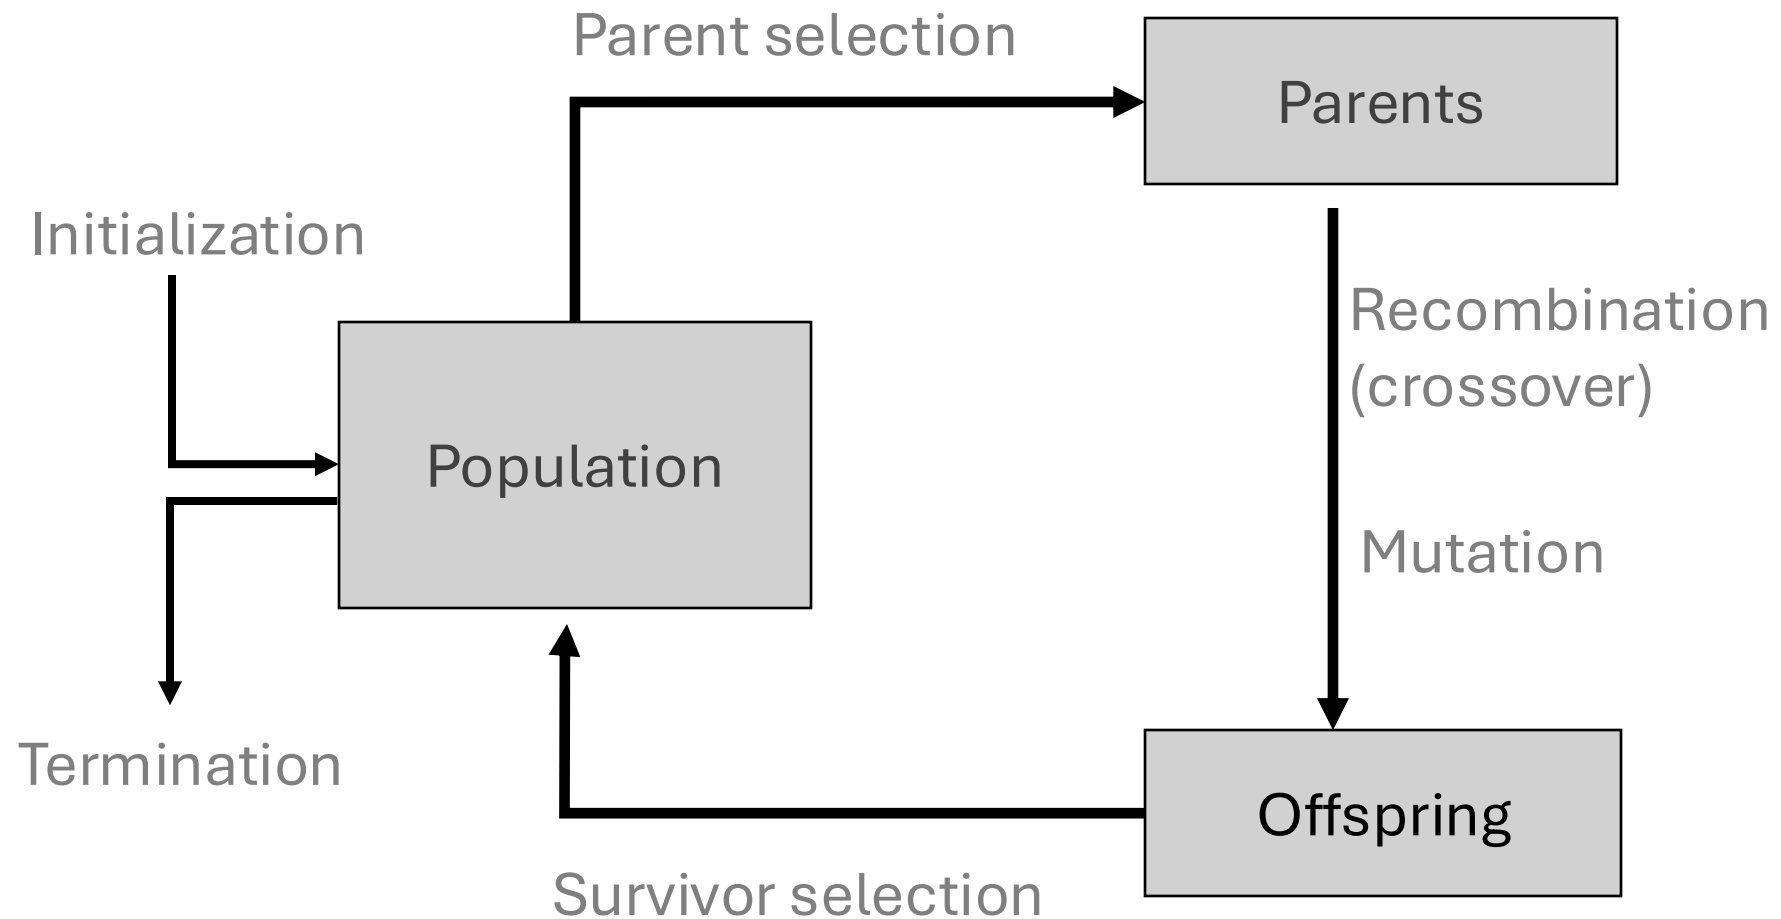 Parent selection
Parents
Initialization
Recombination
(crossover)
Population
Mutation
Termination
Offspring
Survivor selection